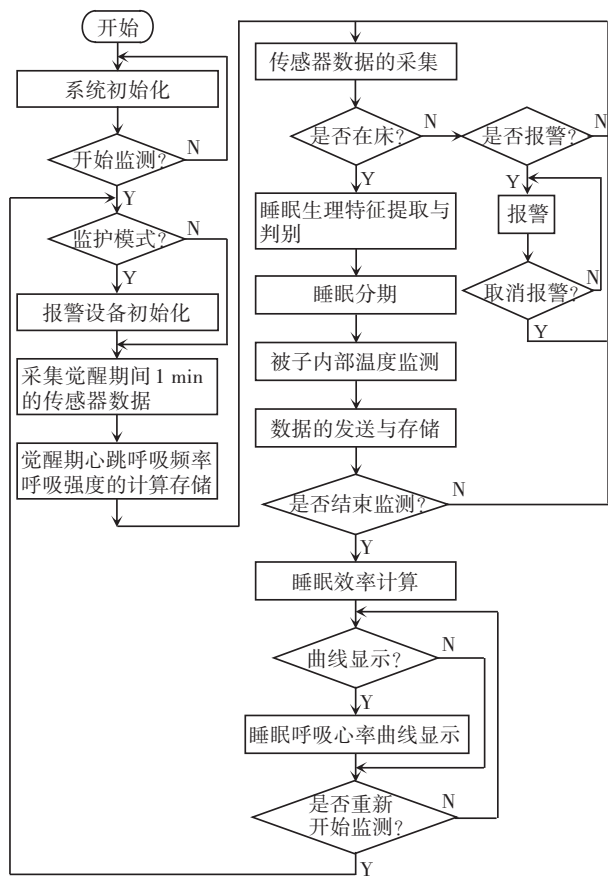 开始
系统初始化
开始监测?
N
Y
监护模式?
N
Y
报警设备初始化
采集觉醒期间1 min
的传感器数据
觉醒期心跳呼吸频率
呼吸强度的计算存储
传感器数据的采集
是否在床?
N
是否报警?
N
Y
Y
报警
睡眠生理特征提取与
判别
取消报警?
N
Y
睡眠分期
被子内部温度监测
数据的发送与存储
是否结束监测?
N
Y
睡眠效率计算
曲线显示?
N
Y
睡眠呼吸心率曲线显示
是否重新
开始监测?
N
Y